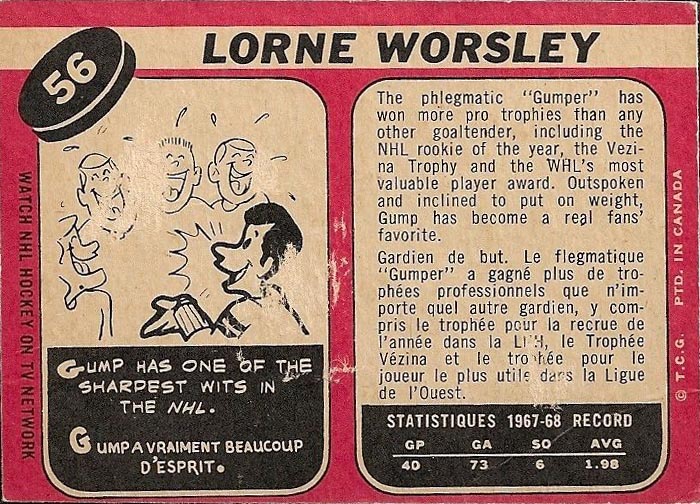 56
LORNE WORSLEY
WATCH NHL HOCKEY ON TV NETWORK
GUMP HAS ONE OF THE
SHARPEST WITS IN
THE NHL.
GUMP A VRAIMENT BEAUCOUP
D'ESPRIT.
The phlegmatic "Gumper" has
won more pro trophies than any
other goaltender, including the
NHL rookie of the year, the Vezi-
na Trophy and the WHL's most
valuable player award. Outspoken
and inclined to put on weight,
Gump has become a real fans'
favorite.
Gardien de but. Le flegmatique
"Gumper" a gagné plus de tro-
phées professionnels que n'im-
porte quel autre gardien, y com-
pris le trophée pour la recrue de
l'année dans la LNH, le Trophée
Vézina et le trophée pour le
joueur le plus utile dans la Ligue
de l'Ouest.
STATISTIQUES 1967-68 RECORD
GP GA SO AVG
40 73 6 1.98
© T.C.G. PTD. IN CANADA